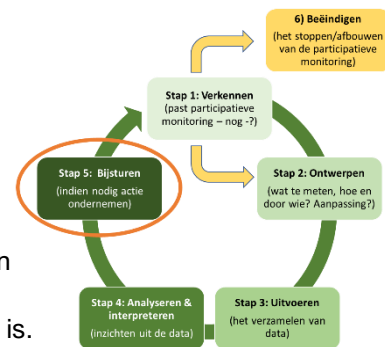 6) Beëindigen
(het stoppen/afbouwen
van de participatieve
monitoring)
Stap 1: Verkennen
(past participatieve
monitoring – nog -?)
Stap 2: Ontwerpen
(wat te meten, hoe en
door wie? Aanpassing?)
Stap 3: Uitvoeren
(het verzamelen van
data)
Stap 4: Analyseren &
interpreteren
(inzichten uit de data)
Stap 5: Bijsturen
(indien nodig actie
ondernemen)
is.